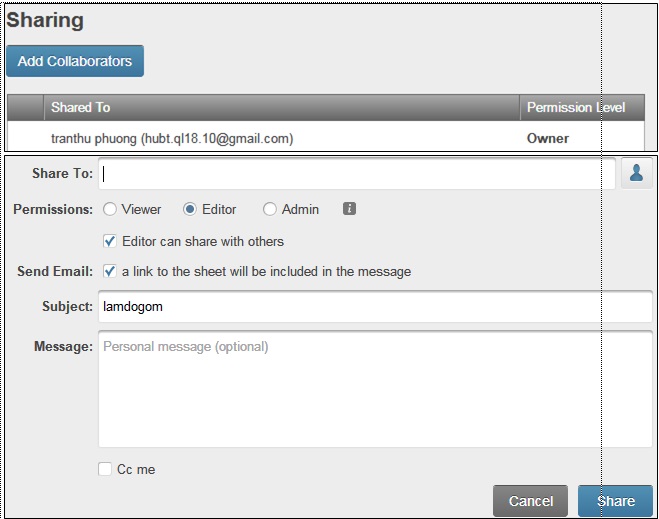 Sharing
Add Collaborators
Shared To Permission Level
tranthu phuong (hubt.ql18.10@gmail.com) Owner
Share To:
Permissions: Viewer Editor Admin i
Editor can share with others
Send Email: a link to the sheet will be included in the message
Subject: lamdogom
Message: Personal message (optional)
Cc me
Cancel Share